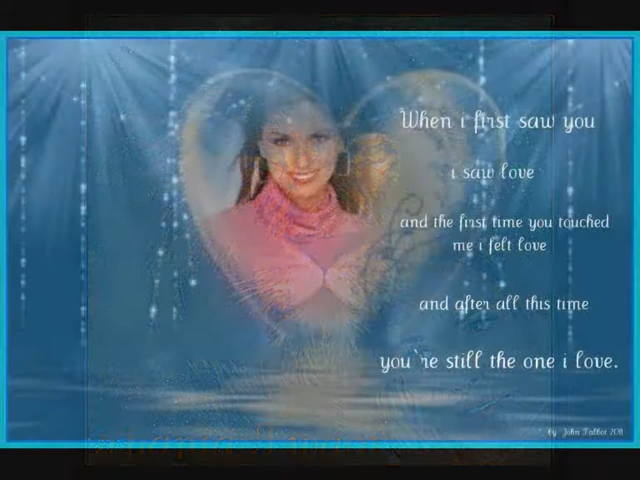 When i first saw you
i saw love
and the first time you touched
me i felt love
and after all this time
you're still the one i love.
by John Talbot 2011